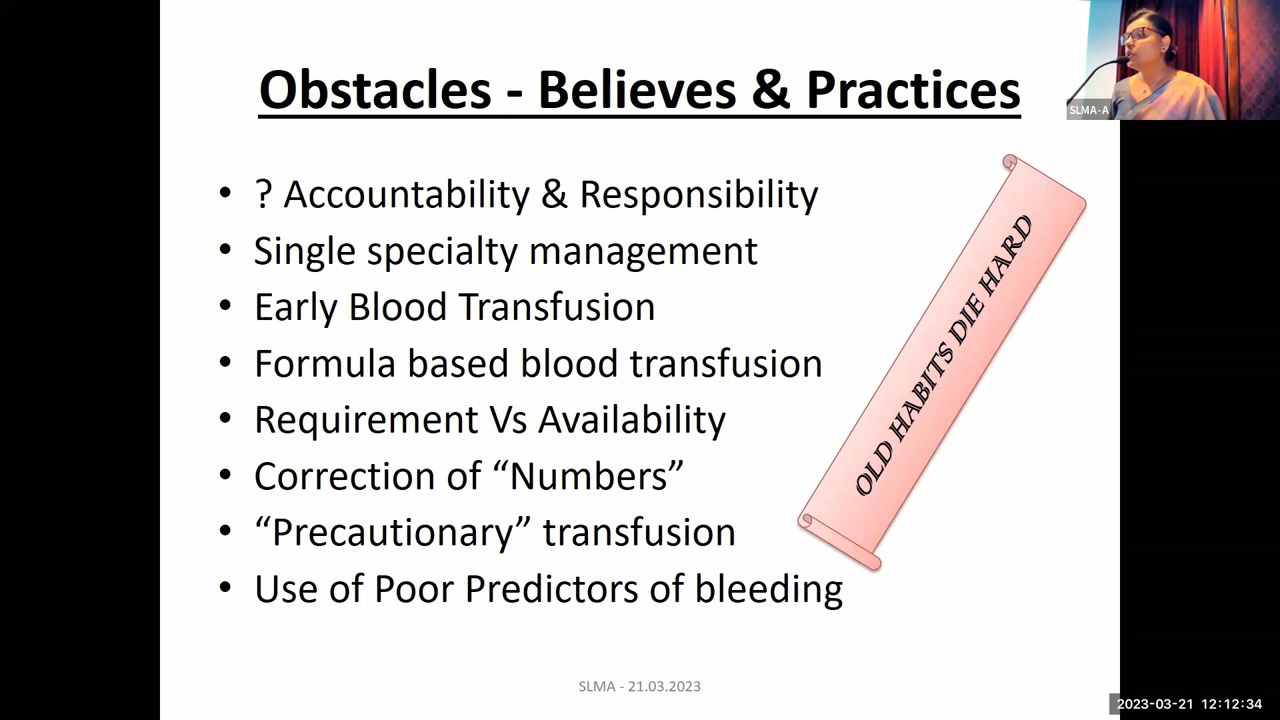 Obstacles - Believes & Practices
SLMA-A
• ? Accountability & Responsibility
• Single specialty management
• Early Blood Transfusion
• Formula based blood transfusion
• Requirement Vs Availability
• Correction of “Numbers”
• “Precautionary” transfusion
• Use of Poor Predictors of bleeding
OLD HABITS DIE HARD
SLMA - 21.03.2023
2023-03-21 12:12:34